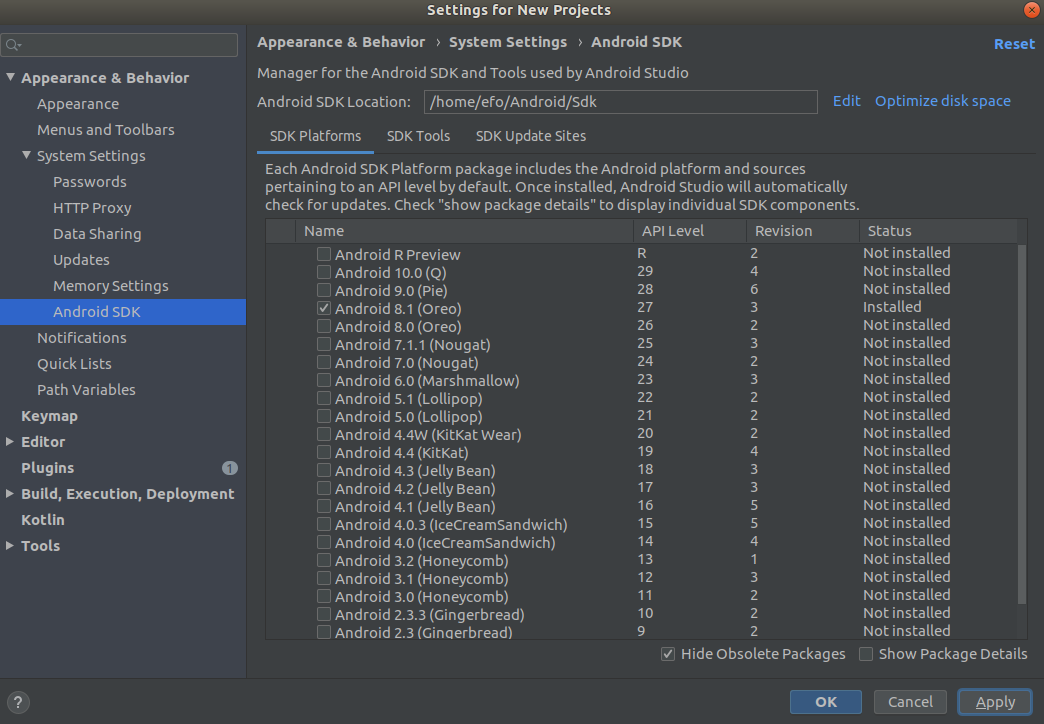 Settings for New Projects
Appearance & Behavior
Appearance
Menus and Toolbars
System Settings
Passwords
HTTP Proxy
Data Sharing
Updates
Memory Settings
Android SDK
Notifications
Quick Lists
Path Variables
Keymap
Editor
Plugins 1
Build, Execution, Deployment
Kotlin
Tools
Appearance & Behavior › System Settings › Android SDK Reset
Manager for the Android SDK and Tools used by Android Studio
Android SDK Location: /home/efo/Android/Sdk Edit Optimize disk space
SDK Platforms SDK Tools SDK Update Sites
Each Android SDK Platform package includes the Android platform and sources
pertaining to an API level by default. Once installed, Android Studio will automatically
check for updates. Check "show package details" to display individual SDK components.
Name API Level Revision Status
Android R Preview R 2 Not installed
Android 10.0 (Q) 29 4 Not installed
Android 9.0 (Pie) 28 6 Not installed
Android 8.1 (Oreo) 27 3 Installed
Android 8.0 (Oreo) 26 2 Not installed
Android 7.1.1 (Nougat) 25 3 Not installed
Android 7.0 (Nougat) 24 2 Not installed
Android 6.0 (Marshmallow) 23 3 Not installed
Android 5.1 (Lollipop) 22 2 Not installed
Android 5.0 (Lollipop) 21 2 Not installed
Android 4.4W (KitKat Wear) 20 2 Not installed
Android 4.4 (KitKat) 19 4 Not installed
Android 4.3 (Jelly Bean) 18 3 Not installed
Android 4.2 (Jelly Bean) 17 3 Not installed
Android 4.1 (Jelly Bean) 16 5 Not installed
Android 4.0.3 (IceCreamSandwich) 15 5 Not installed
Android 4.0 (IceCreamSandwich) 14 4 Not installed
Android 3.2 (Honeycomb) 13 1 Not installed
Android 3.1 (Honeycomb) 12 3 Not installed
Android 3.0 (Honeycomb) 11 2 Not installed
Android 2.3.3 (Gingerbread) 10 2 Not installed
Android 2.3 (Gingerbread) 9 2 Not installed
Hide Obsolete Packages Show Package Details
? OK Cancel Apply